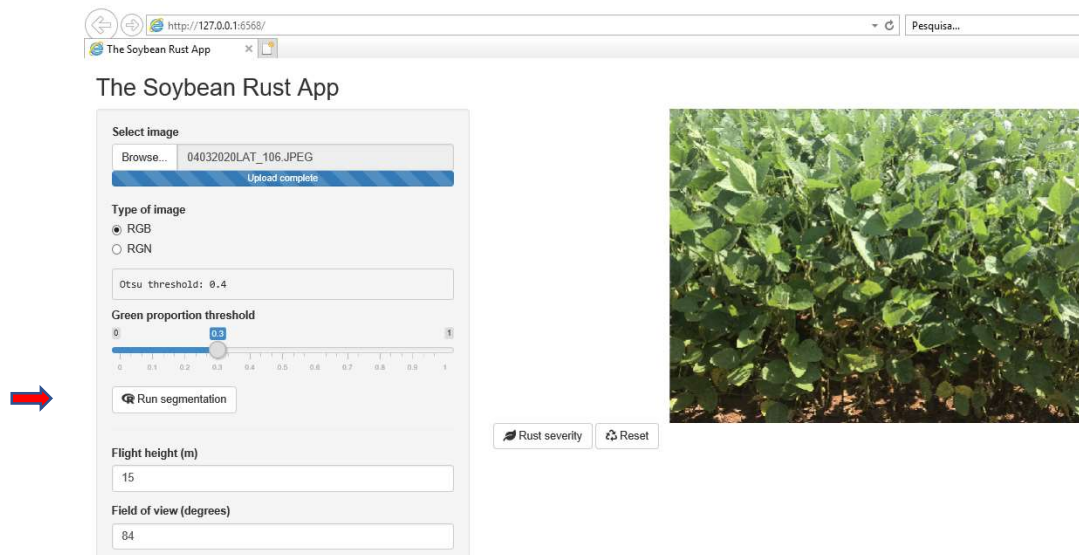 http://127.0.0.1:6568/
Pesquisa...
The Soybean Rust App
The Soybean Rust App
Select image
Browse... 04032020LAT_106.JPEG
Upload complete
Type of image
RGB
RGN
Otsu threshold: 0.4
Green proportion threshold
0 0.3 1
0 0.1 0.2 0.3 0.4 0.5 0.6 0.7 0.8 0.9 1
Run segmentation
Rust severity Reset
Flight height (m)
15
Field of view (degrees)
84